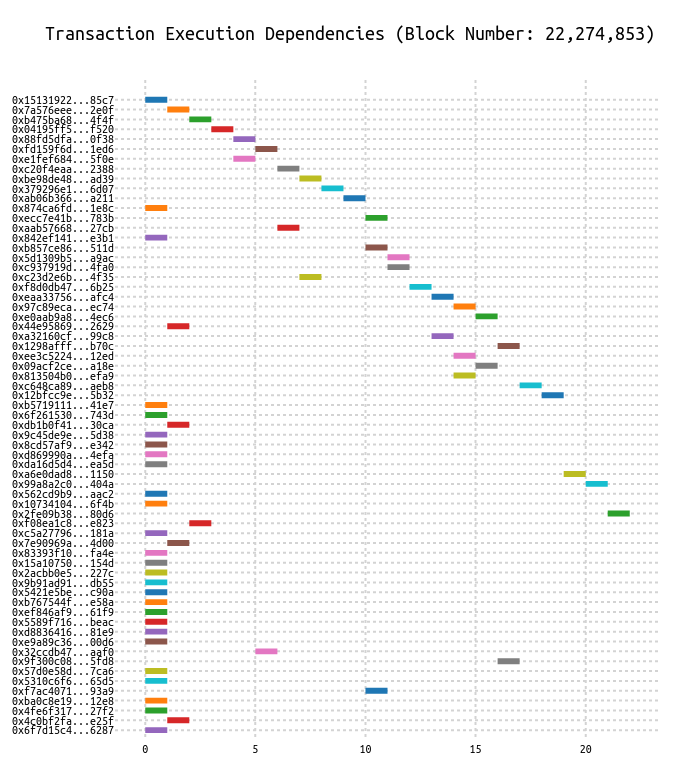 Transaction Execution Dependencies (Block Number: 22,274,853)
0x15131922...85c7
0x7a576eee...2e0f
0xb475ba68...4f4f
0x04195ff5...f520
0x88fd5dfa...0f38
0xfd159f6d...1ed6
0xe1fef684...5f0e
0xc20f4eaa...2388
0xbe98de48...ad39
0x379296e1...6d07
0xab06b366...a211
0x874ca6fd...1e8c
0xecc7e41b...783b
0xaab57668...27cb
0x842ef141...e3b1
0xb857ce86...511d
0x5d1309b5...a9ac
0xc937919d...4fa0
0xc23d2e6b...4f35
0xf8d0db47...6b25
0xeaa33756...afc4
0x97c89eca...ec74
0xe0aab9a8...4ec6
0x44e95869...2629
0xa32160cf...99c8
0x1298afff...b70c
0xee3c5224...12ed
0x09acf2ce...a18e
0x813504b0...efa9
0xc648ca89...aeb8
0x12bfcc9e...5b32
0xb5719111...41e7
0x6f261530...743d
0xdb1b0f41...30ca
0x9c45de9e...5d38
0x8cd57af9...e342
0xd869990a...4efa
0xda16d5d4...ea5d
0xa6e0dad8...1150
0x99a8a2c0...404a
0x562cd9b9...aac2
0x10734104...6f4b
0x2fe09b38...80d6
0xf08ea1c8...e823
0xc5a27796...181a
0x7e90969a...4d00
0x83393f10...fa4e
0x15a10750...154d
0x2acbb0e5...227c
0x9b91ad91...db55
0x5421e5be...c90a
0xb767544f...e58a
0xef846af9...61f9
0x5589f716...beac
0xd8836416...81e9
0xe9a89c36...00d6
0x32ccdb47...aaf0
0x9f300c08...5fd8
0x57d0e58d...7ca6
0x5310c6f6...65d5
0xf7ac4071...93a9
0xba0c8e19...12e8
0x4fe6f317...27f2
0x4c0bf2fa...e25f
0x6f7d15c4...6287
0 5 10 15 20